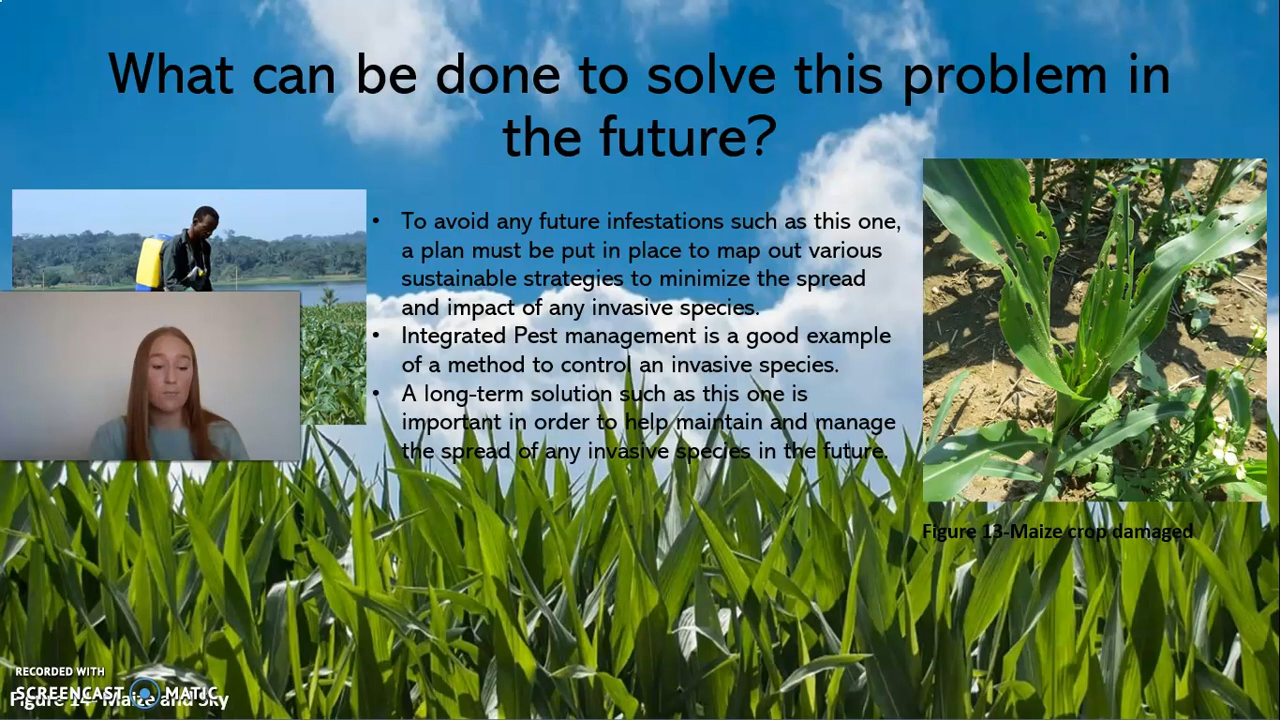 What can be done to solve this problem in
the future?
• To avoid any future infestations such as this one,
a plan must be put in place to map out various
sustainable strategies to minimize the spread
and impact of any invasive species.
• Integrated Pest management is a good example
of a method to control an invasive species.
• A long-term solution such as this one is
important in order to help maintain and manage
the spread of any invasive species in the future.
Figure 13-Maize crop damaged
RECORDED WITH
SCREENCAST MATIC
Figure 14- Maize and Sky